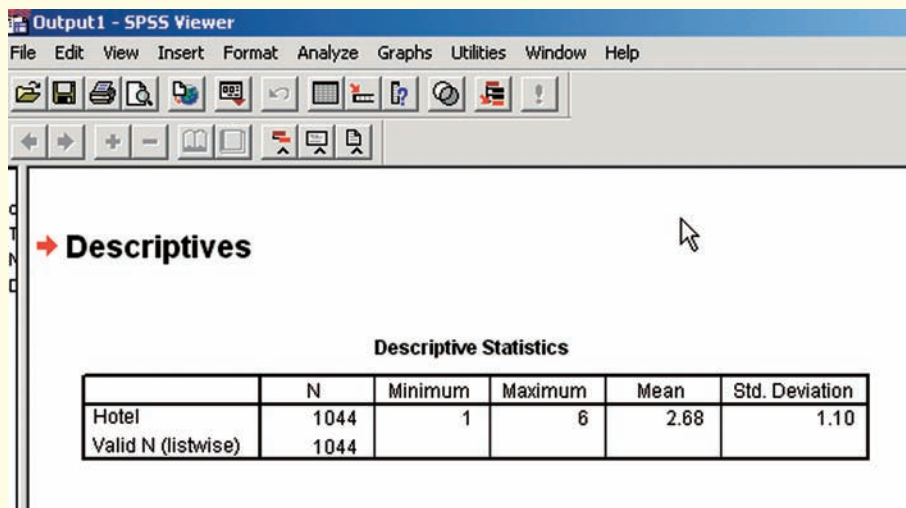 Output1 - SPSS Viewer
File Edit View Insert Format Analyze Graphs Utilities Window Help
Descriptives
Descriptive Statistics
N Minimum Maximum Mean Std. Deviation
Hotel 1044 1 6 2.68 1.10
Valid N (listwise) 1044